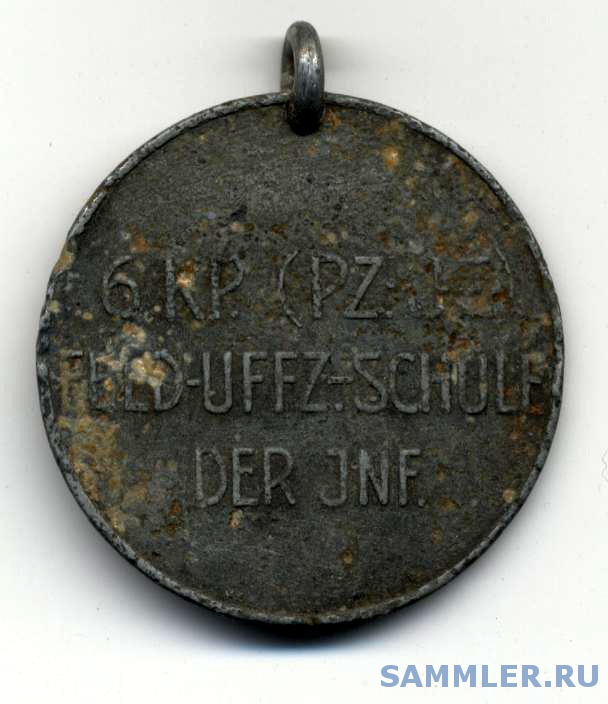 6. KP. (PZ.
FELD-UFFZ.-SCHULE
DER JNF.
SAMMLER.RU